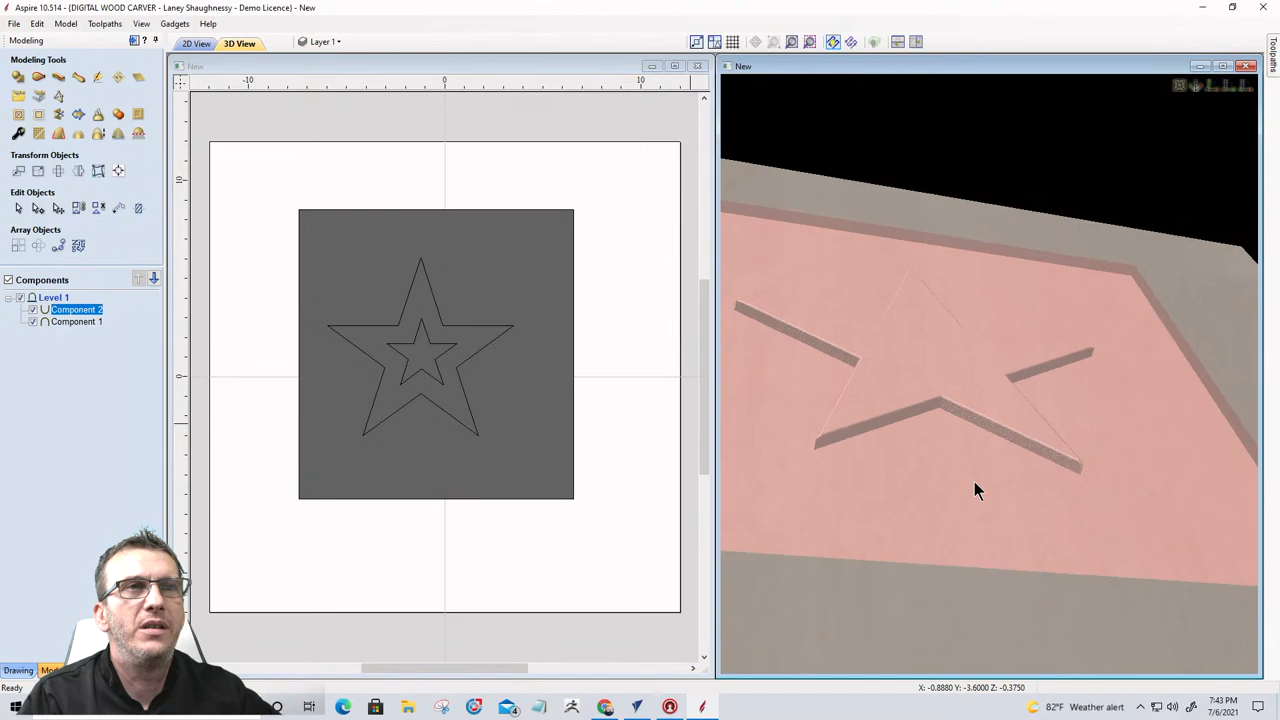 Aspire 10.514 - {DIGITAL WOOD CARVER - Laney Shaughnessy - Demo Licence} - New
File Edit Model Toolpaths View Gadgets Help
Modeling ?
2D View 3D View Layer 1
Modeling Tools
Transform Objects
Edit Objects
Array Objects
Components
Level 1
Component 2
Component 1
Drawing
New
-10 0 10
10
0
New
Toolpaths
Ready
X: -0.8880 Y: -3.6000 Z: -0.3750
82°F Weather alert
7:43 PM
7/6/2021